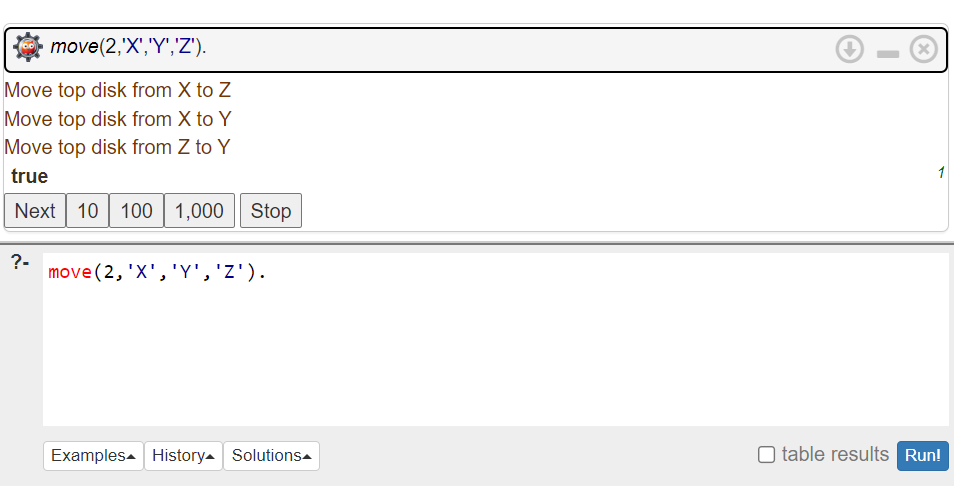 move(2,'X','Y','Z').
Move top disk from X to Z
Move top disk from X to Y
Move top disk from Z to Y
true 1
Next 10 100 1,000 Stop
?- move(2,'X','Y','Z').
Examples History Solutions table results Run!